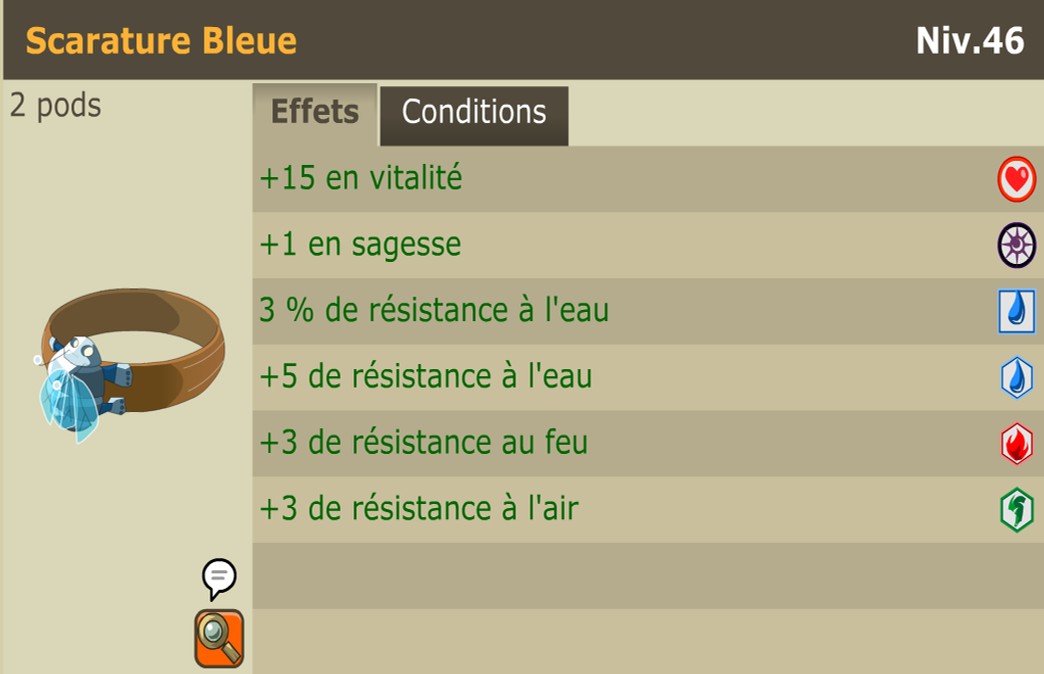 Scarature Bleue
Niv.46
2 pods
Effets
Conditions
+15 en vitalité
+1 en sagesse
3 % de résistance à l'eau
+5 de résistance à l'eau
+3 de résistance au feu
+3 de résistance à l'air